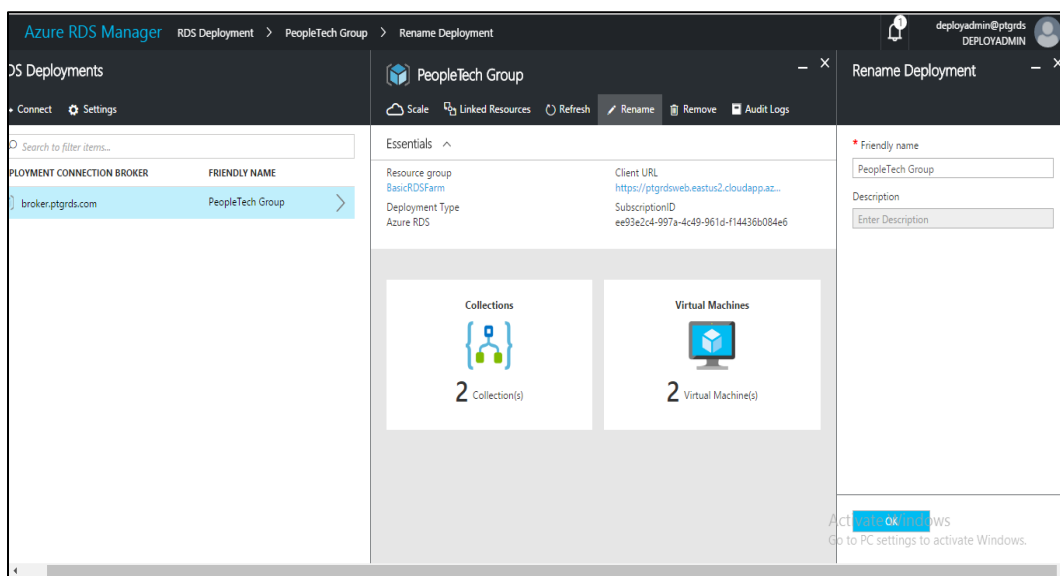 Azure RDS Manager RDS Deployment > PeopleTech Group > Rename Deployment
1
deployadmin@ptgrds
DEPLOYADMIN
DS Deployments
Connect Settings
Search to filter items...
PLOYMENT CONNECTION BROKER FRIENDLY NAME
broker.ptgrds.com PeopleTech Group
PeopleTech Group
Scale Linked Resources Refresh Rename Remove Audit Logs
Essentials
Resource group
BasicRDSFarm
Deployment Type
Azure RDS
Client URL
https://ptgrdsweb.eastus2.cloudapp.az...
SubscriptionID
ee93e2c4-997a-4c49-961d-f14436b084e6
Collections
2 Collection(s)
Virtual Machines
2 Virtual Machine(s)
Rename Deployment
* Friendly name
PeopleTech Group
Description
Enter Description
OK
Activate Windows
Go to PC settings to activate Windows.